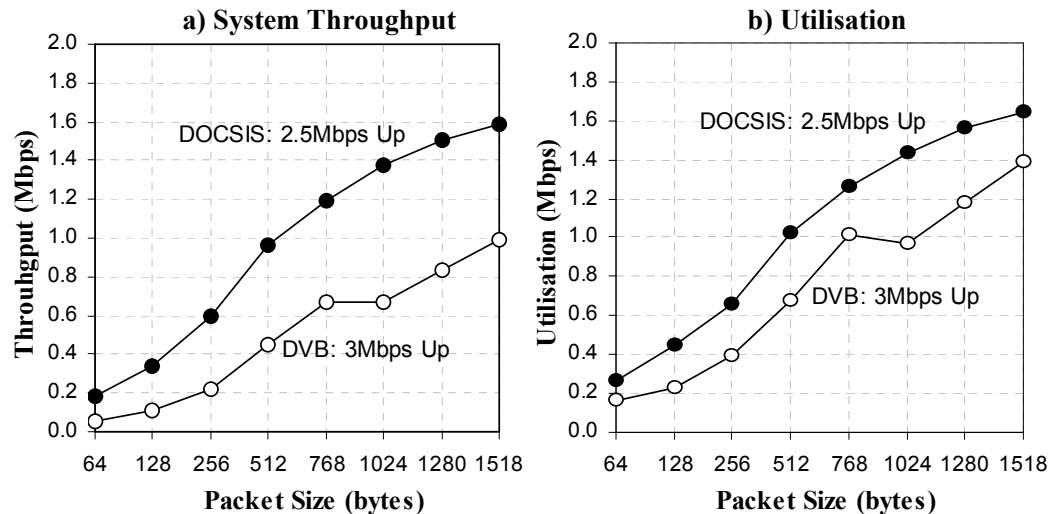 a) System Throughput
2.0
1.8
1.6
1.4
1.2
1.0
0.8
0.6
0.4
0.2
0.0
Throuhgput (Mbps)
DOCSIS: 2.5Mbps Up
DVB: 3Mbps Up
64 128 256 512 768 1024 1280 1518
Packet Size (bytes)
b) Utilisation
2.0
1.8
1.6
1.4
1.2
1.0
0.8
0.6
0.4
0.2
0.0
Utilisation (Mbps)
DOCSIS: 2.5Mbps Up
DVB: 3Mbps Up
64 128 256 512 768 1024 1280 1518
Packet Size (bytes)